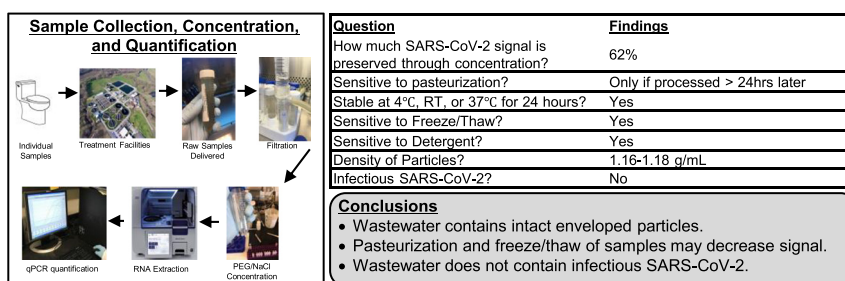 Sample Collection, Concentration,
and Quantification
Individual
Samples
Treatment Facilities
Raw Samples
Delivered
Filtration
qPCR quantification
RNA Extraction
PEG/NaCl
Concentration
Question Findings
How much SARS-CoV-2 signal is
preserved through concentration? 62%
Sensitive to pasteurization? Only if processed > 24hrs later
Stable at 4℃, RT, or 37℃ for 24 hours? Yes
Sensitive to Freeze/Thaw? Yes
Sensitive to Detergent? Yes
Density of Particles? 1.16-1.18 g/mL
Infectious SARS-CoV-2? No
Conclusions
• Wastewater contains intact enveloped particles.
• Pasteurization and freeze/thaw of samples may decrease signal.
• Wastewater does not contain infectious SARS-CoV-2.